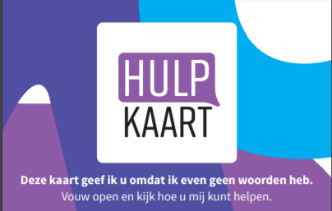 HULP
KAART
Deze kaart geef ik u omdat ik even geen woorden heb.
Vouw open en kijk hoe u mij kunt helpen.